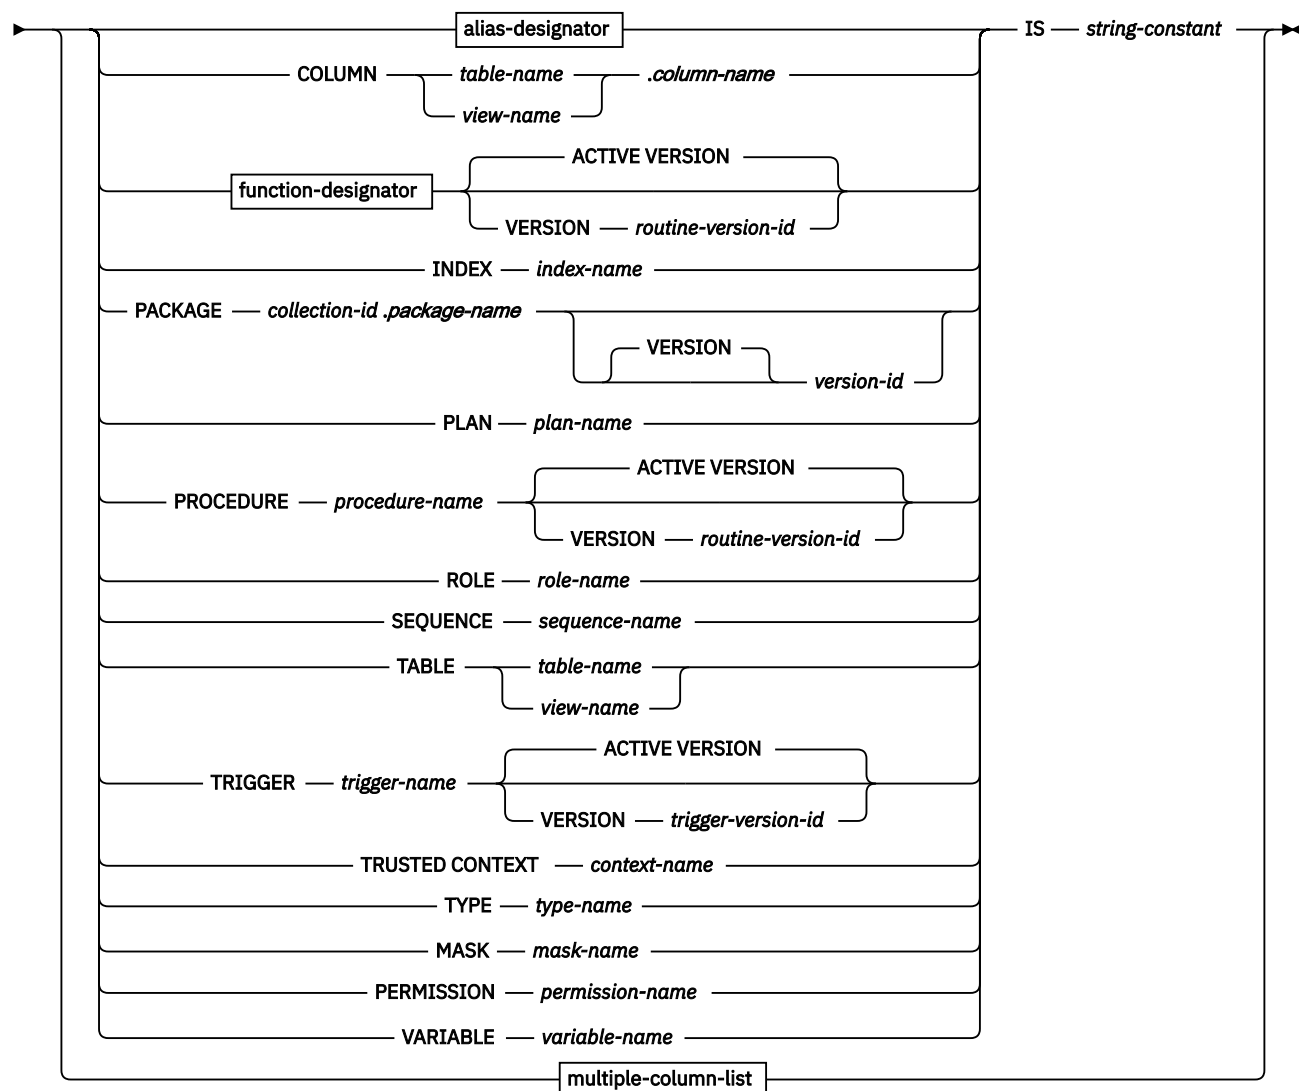 alias-designator IS string-constant
COLUMN table-name .column-name
view-name
ACTIVE VERSION
function-designator
VERSION routine-version-id
INDEX index-name
PACKAGE collection-id .package-name
VERSION
version-id
PLAN plan-name
ACTIVE VERSION
PROCEDURE procedure-name
VERSION routine-version-id
ROLE role-name
SEQUENCE sequence-name
TABLE table-name
view-name
ACTIVE VERSION
TRIGGER trigger-name
VERSION trigger-version-id
TRUSTED CONTEXT context-name
TYPE type-name
MASK mask-name
PERMISSION permission-name
VARIABLE variable-name
multiple-column-list